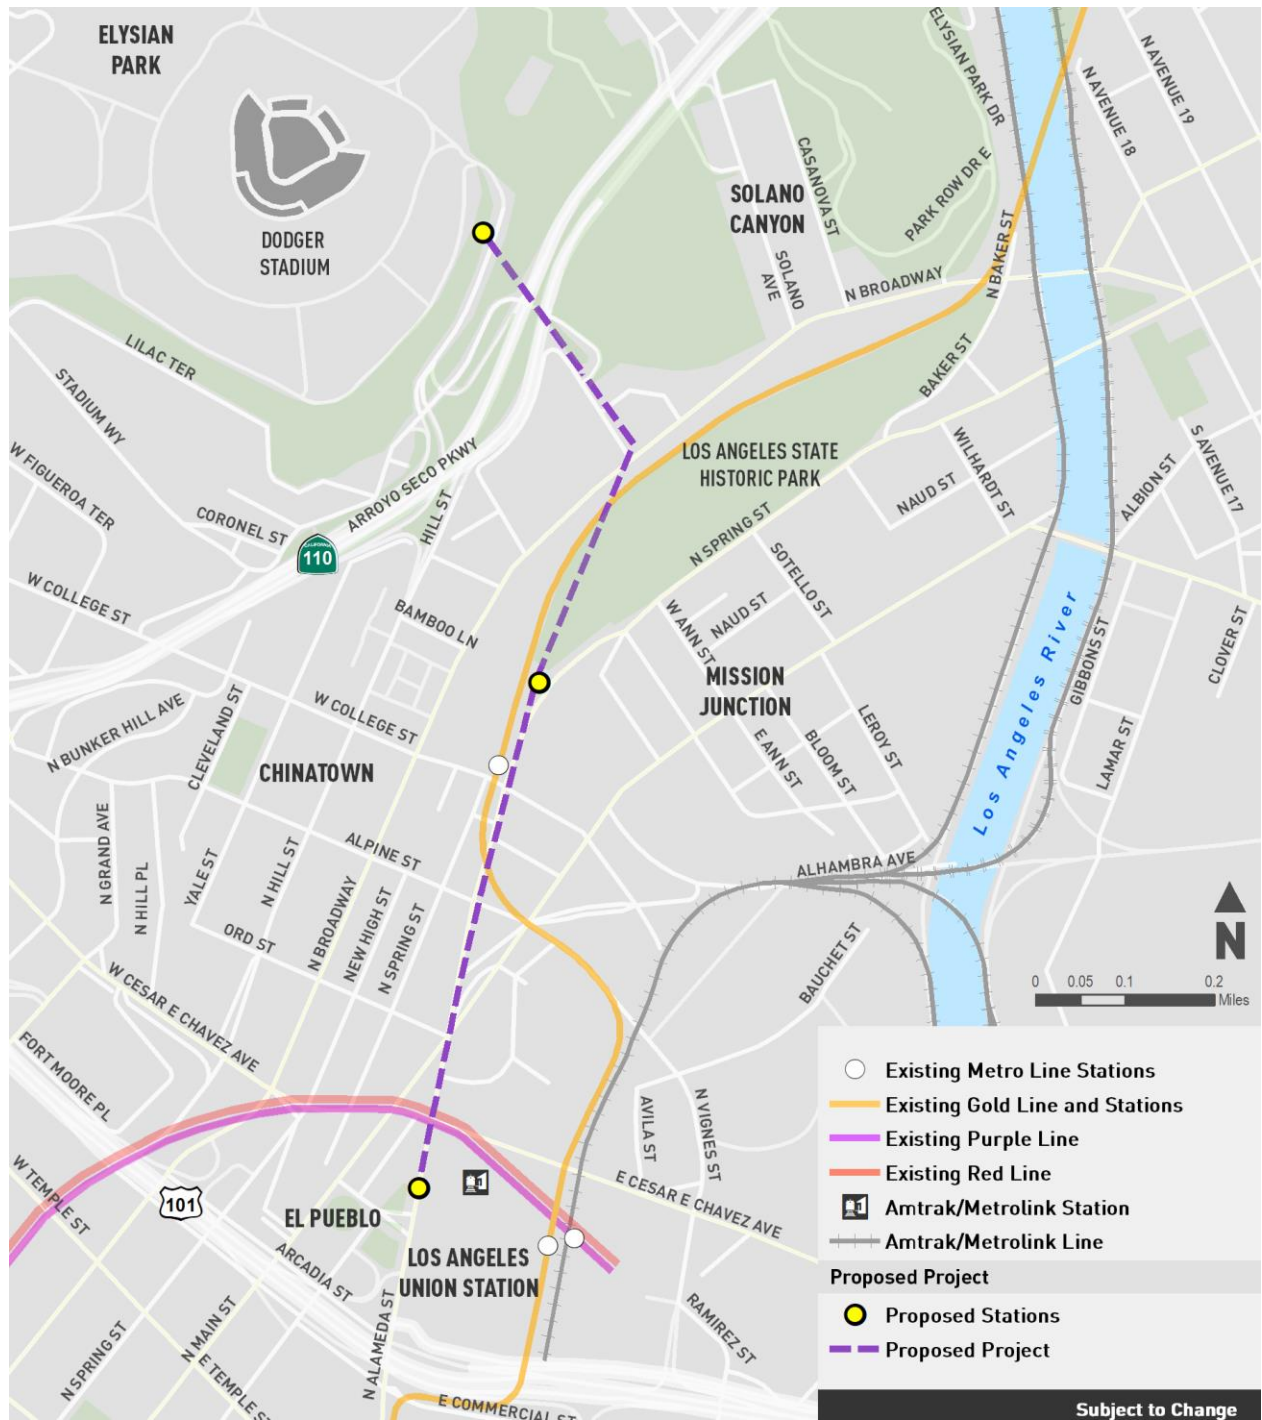 ELYSIAN
PARK
ELYSIAN PARK DR
N AVENUE 19
N AVENUE 18
CASANOVA ST
PARK ROW DR E
SOLANO
CANYON
DODGER
STADIUM
SOLANO
AVE
N BROADWAY
N BAKER ST
LILAC TER
BAKER ST
STADIUM WY
W FIGUEROA TER
ARROYO SECO PKWY
LOS ANGELES STATE
HISTORIC PARK
WILHARDT ST
S AVENUE 17
ALBION ST
NAUD ST
CORONEL ST
HILL ST
CALIFORNIA
110
N SPRING ST
SOTELLO ST
W COLLEGE ST
BAMBOO LN
W ANN ST
NAUD ST
Los Angeles River
GIBBONS ST
CLOVER ST
MISSION
JUNCTION
N BUNKER HILL AVE
CLEVELAND ST
W COLLEGE ST
LEROY ST
BLOOM ST
E ANN ST
LAMAR ST
CHINATOWN
N GRAND AVE
N HILL PL
YALE ST
N HILL ST
ALPINE ST
ALHAMBRA AVE
N BROADWAY
NEW HIGH ST
N SPRING ST
ORD ST
BAUCHET ST
N
0 0.05 0.1 0.2
Miles
W CESAR E CHAVEZ AVE
FORT MOORE PL
AVILA ST
N VIGNES ST
E CESAR E CHAVEZ AVE
W TEMPLE ST
101
EL PUEBLO
ARCADIA ST
LOS ANGELES
UNION STATION
N MAIN ST
N ALAMEDA ST
RAMIREZ ST
N SPRING ST
E TEMPLE ST
E COMMERCIAL ST
Existing Metro Line Stations
Existing Gold Line and Stations
Existing Purple Line
Existing Red Line
Amtrak/Metrolink Station
Amtrak/Metrolink Line
Proposed Project
Proposed Stations
Proposed Project
Subject to Change